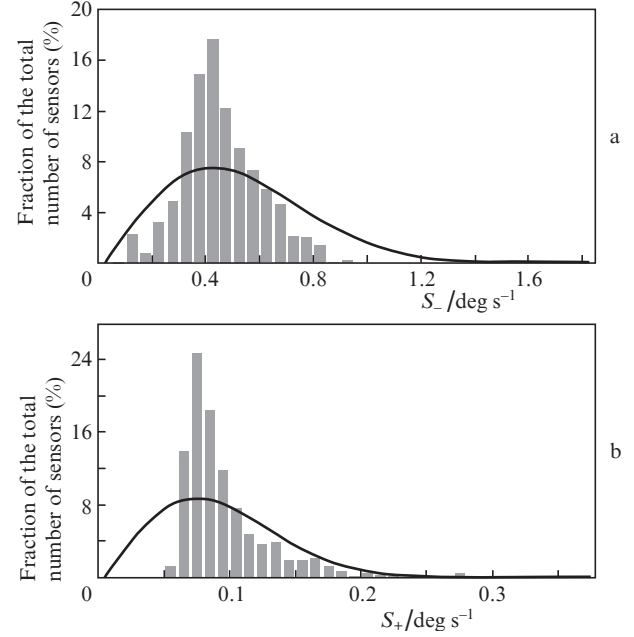 20
16
12
8
4
0
0.4
0.8
1.2
1.6
Fraction of the total
number of sensors (%)
S₋ /deg s⁻¹
a
24
16
8
0
0.1
0.2
0.3
Fraction of the total
number of sensors (%)
S₊/deg s⁻¹
b